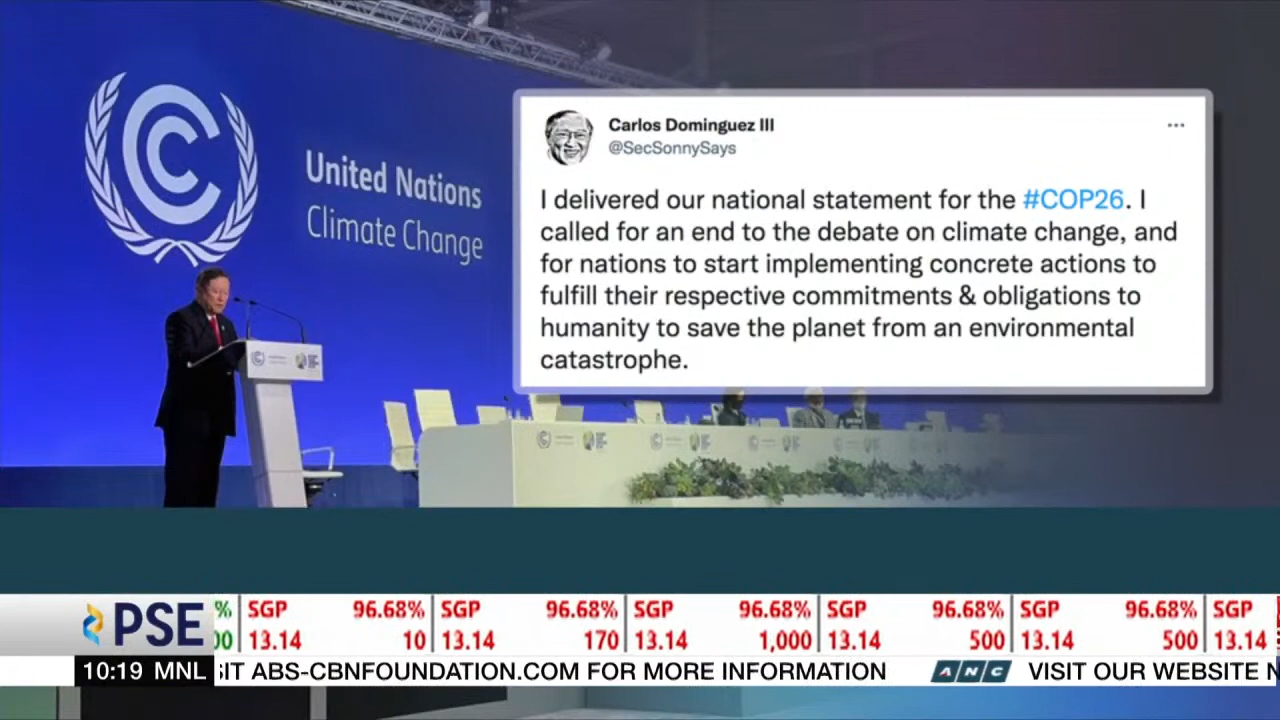 United Nations
Climate Change
Carlos Dominguez III
@SecSonnySays
I delivered our national statement for the #COP26. I
called for an end to the debate on climate change, and
for nations to start implementing concrete actions to
fulfill their respective commitments & obligations to
humanity to save the planet from an environmental
catastrophe.
PSE
% SGP 96.68% SGP 96.68% SGP 96.68% SGP 96.68% SGP 96.68% SGP
00 13.14 10 13.14 170 13.14 1,000 13.14 500 13.14 500 13.14
10:19 MNL
SIT ABS-CBNFOUNDATION.COM FOR MORE INFORMATION ANC VISIT OUR WEBSITE N